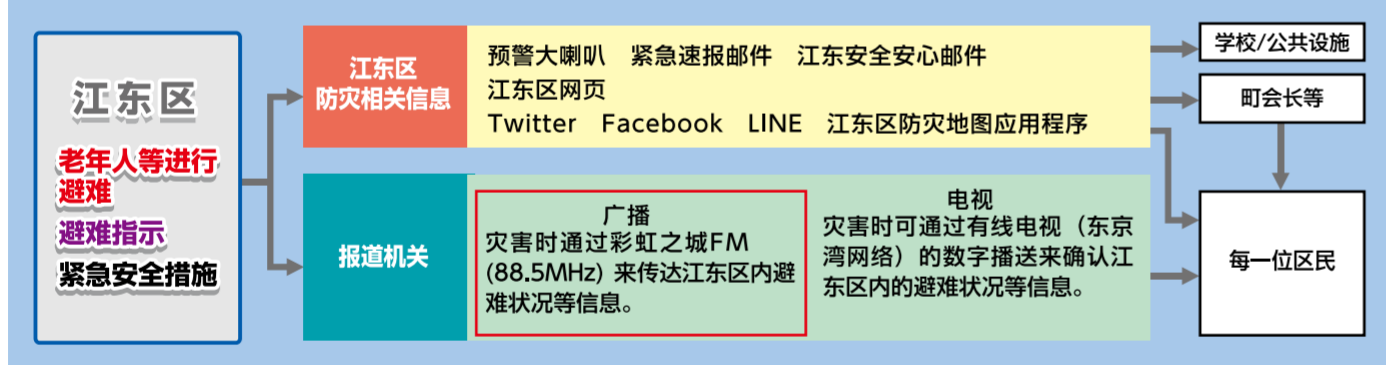 江东区
老年人等进行
避难
避难指示
紧急安全措施
江东区
防灾相关信息
预警大喇叭 紧急速报邮件 江东安全安心邮件
江东区网页
Twitter Facebook LINE 江东区防灾地图应用程序
报道机关
广播
灾害时通过彩虹之城FM
(88.5MHz) 来传达江东区内避
难状况等信息。
电视
灾害时可通过有线电视（东京
湾网络）的数字播送来确认江
东区内的避难状况等信息。
学校/公共设施
町会长等
每一位区民